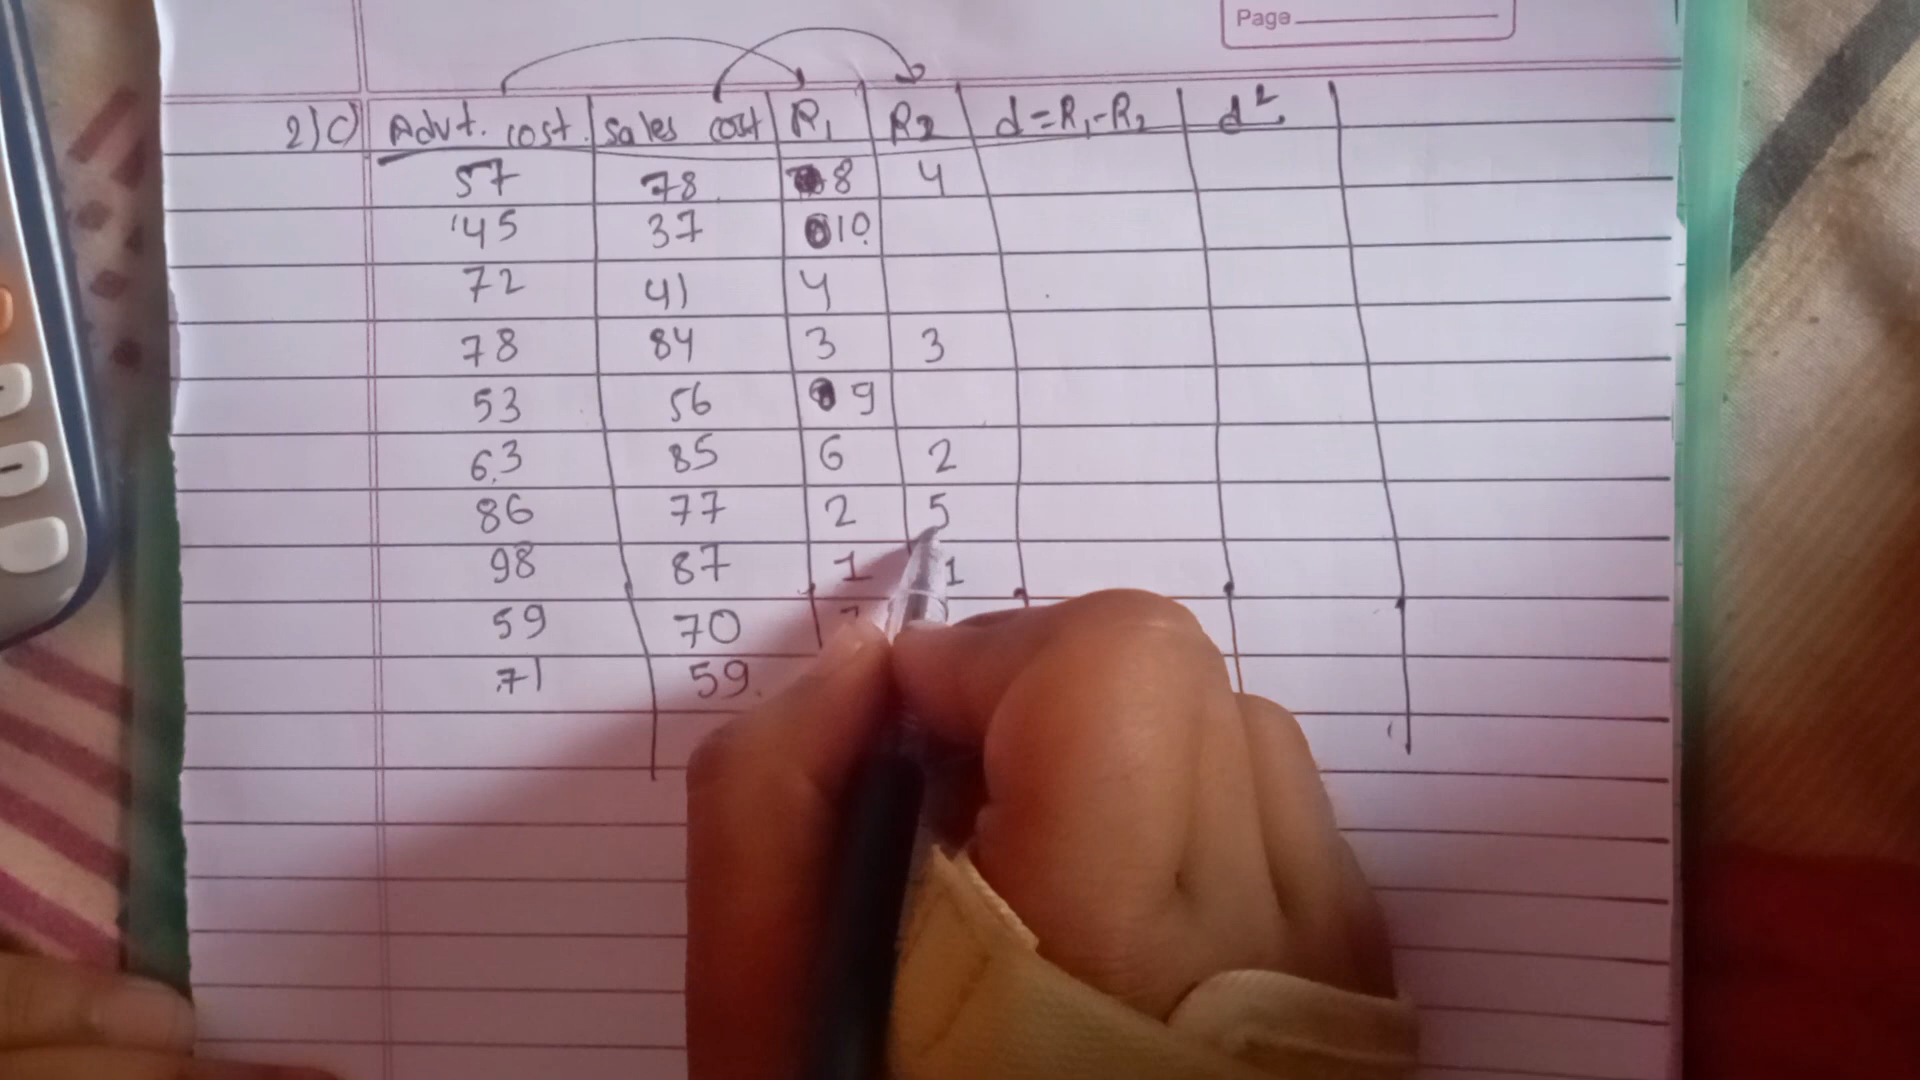 Page
2) c) Advt. cost. sales cost R₁ R₂ d=R₁-R₂ d²
57 78 8 4
45 37 10
72 41 4
78 84 3 3
53 56 9
63 85 6 2
86 77 2 5
98 87 1 1
59 70
71 59